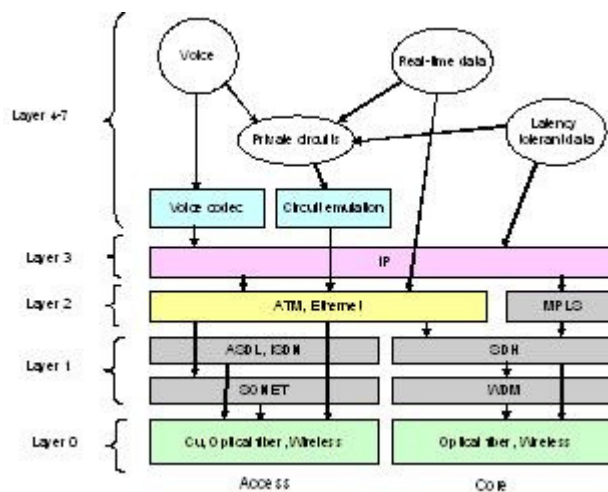 Voice
Real-time data
Layer 4-7
Private circuits
Latency
tolerant data
Voice codec
Circuit emulation
Layer 3
IP
Layer 2
ATM, Ethernet
MPLS
ASDL, ISDN
SDH
Layer 1
SONET
WDM
Layer 0
Cu, Optical fiber, Wireless
Optical fiber, Wireless
Access
Core